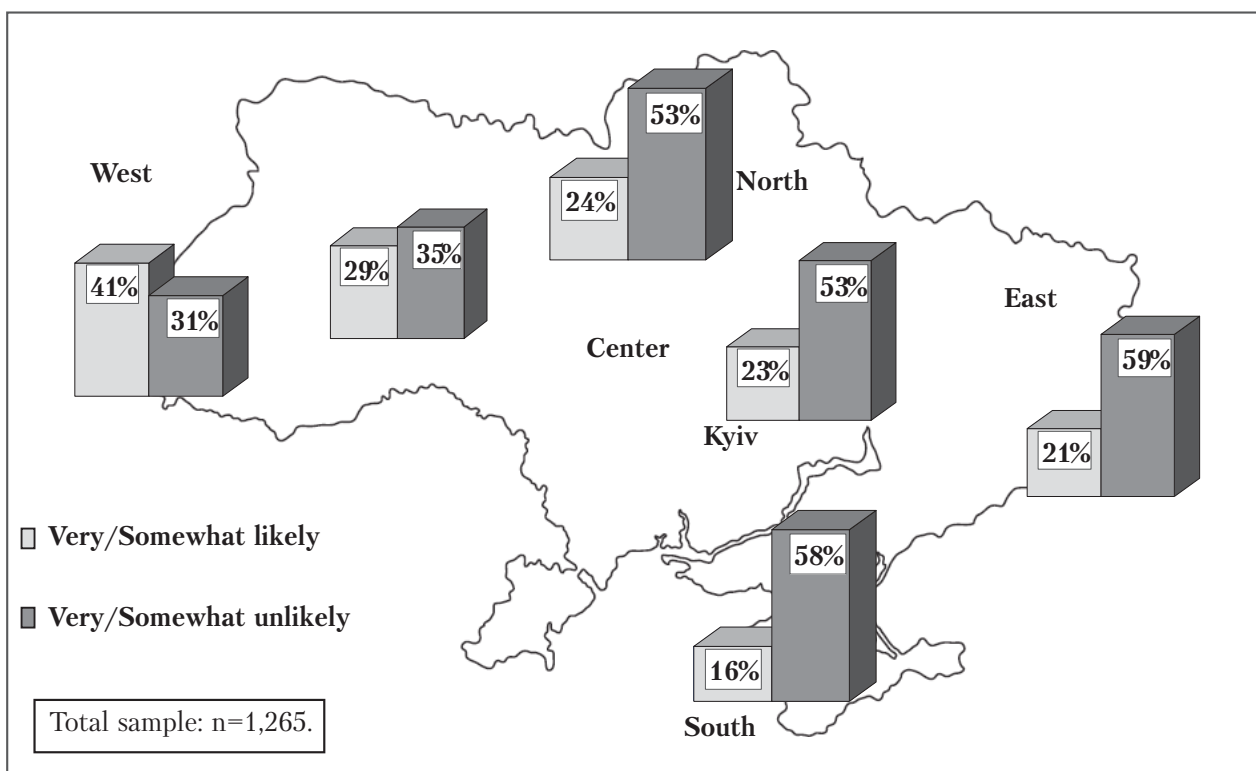 53%
West
24%
North
29%
35%
41%
31%
53%
East
Center
23%
59%
Kyiv
21%
Very/Somewhat likely
58%
Very/Somewhat unlikely
16%
Total sample: n=1,265.
South